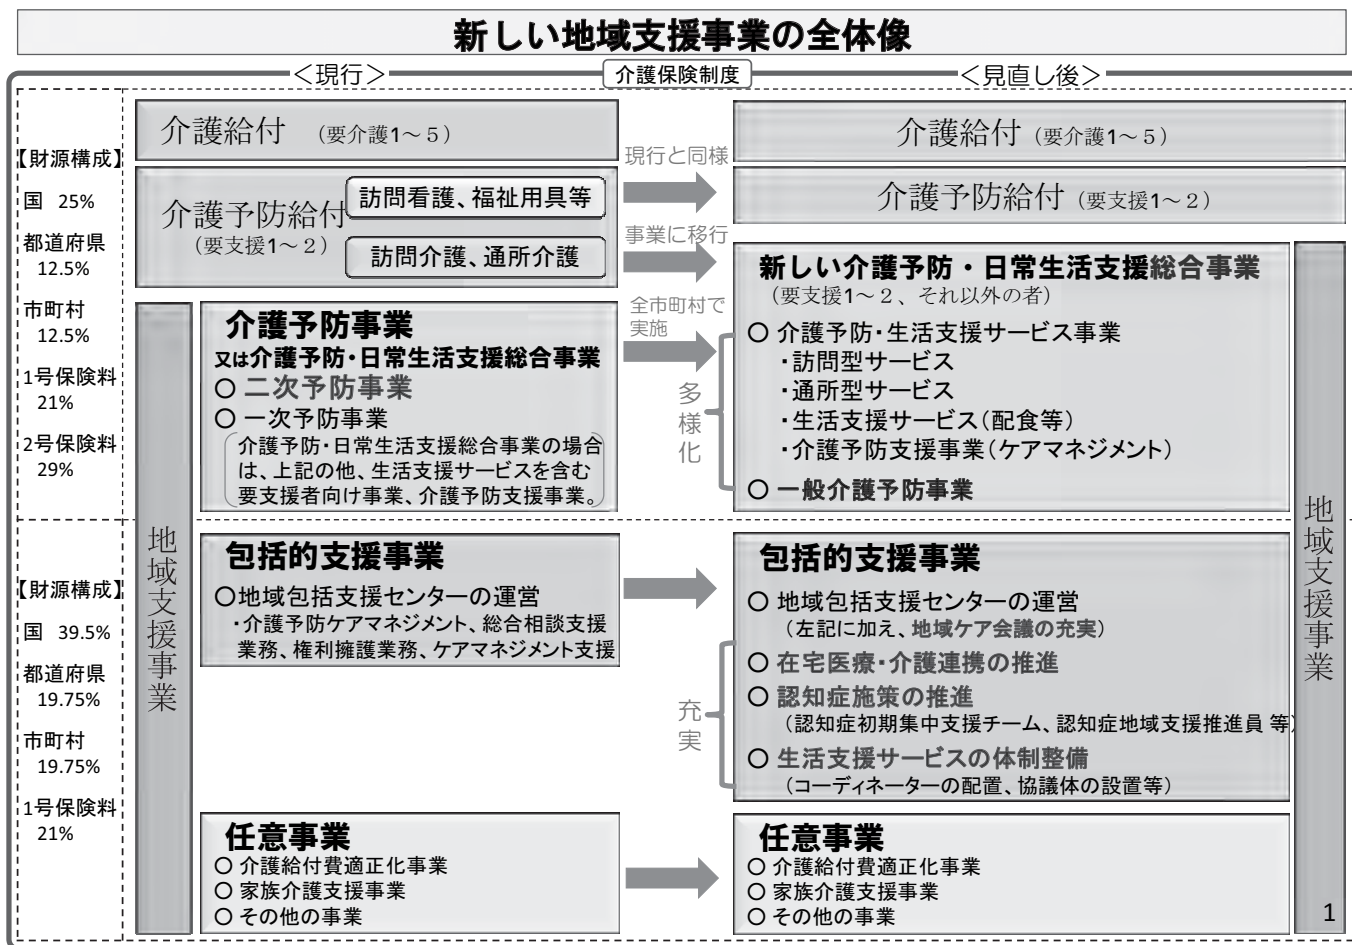 新しい地域支援事業の全体像
＜現行＞
介護保険制度
＜見直し後＞
【財源構成】
国 25%
都道府県
12.5%
市町村
12.5%
1号保険料
21%
2号保険料
29%
【財源構成】
国 39.5%
都道府県
19.75%
市町村
19.75%
1号保険料
21%
介護給付 （要介護1～5）
介護予防給付
（要支援1～2）
訪問看護、福祉用具等
訪問介護、通所介護
地域支援事業
介護予防事業
又は介護予防・日常生活支援総合事業
○ 二次予防事業
○ 一次予防事業
介護予防・日常生活支援総合事業の場合
は、上記の他、生活支援サービスを含む
要支援者向け事業、介護予防支援事業。
包括的支援事業
○地域包括支援センターの運営
・介護予防ケアマネジメント、総合相談支援
業務、権利擁護業務、ケアマネジメント支援
任意事業
○ 介護給付費適正化事業
○ 家族介護支援事業
○ その他の事業
現行と同様
事業に移行
全市町村で
実施
多様化
充実
介護給付 （要介護1～5）
介護予防給付 （要支援1～2）
新しい介護予防・日常生活支援総合事業
（要支援1～2、それ以外の者）
○ 介護予防・生活支援サービス事業
・訪問型サービス
・通所型サービス
・生活支援サービス（配食等）
・介護予防支援事業（ケアマネジメント）
○ 一般介護予防事業
包括的支援事業
○ 地域包括支援センターの運営
（左記に加え、地域ケア会議の充実）
○ 在宅医療・介護連携の推進
○ 認知症施策の推進
（認知症初期集中支援チーム、認知症地域支援推進員 等）
○ 生活支援サービスの体制整備
（コーディネーターの配置、協議体の設置等）
任意事業
○ 介護給付費適正化事業
○ 家族介護支援事業
○ その他の事業
地域支援事業
1